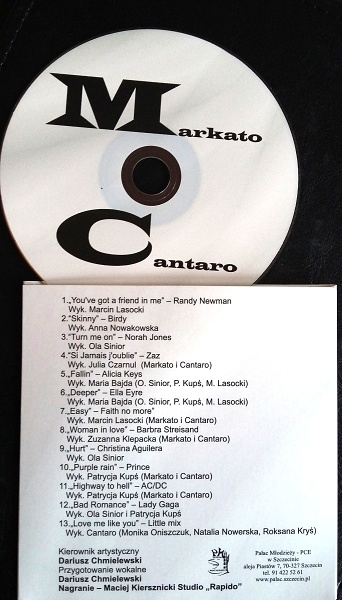 Markato
Cantaro
1.„You've got a friend in me” – Randy Newman
Wyk. Marcin Lasocki
2.“Skinny” – Birdy
Wyk. Anna Nowakowska
3.“Turn me on” – Norah Jones
Wyk. Ola Sinior
4.“Si Jamais j'oublie” – Zaz
Wyk. Julia Czarnul (Markato i Cantaro)
5.„Fallin” – Alicia Keys
Wyk. Maria Bajda (O. Sinior, P. Kupś, M. Lasocki)
6.„Deeper” – Ella Eyre
Wyk. Maria Bajda (O. Sinior, P. Kupś, M. Lasocki)
7.„Easy” – Faith no more”
Wyk. Marcin Lasocki (Markato i Cantaro)
8.„Woman in love” – Barbra Streisand
Wyk. Zuzanna Klepacka (Markato i Cantaro)
9.„Hurt” – Christina Aguilera
Wyk. Ola Sinior
10.„Purple rain” – Prince
Wyk. Patrycja Kupś (Markato i Cantaro)
11.„Highway to hell” – AC/DC
Wyk. Patrycja Kupś (Markato i Cantaro)
12.„Bad Romance” – Lady Gaga
Wyk. Ola Sinior i Patrycja Kupś
13.„Love me like you” – Little mix
Wyk. Cantaro (Monika Oniszczuk, Natalia Nowerska, Roksana Kryś)
Kierownik artystyczny
Dariusz Chmielewski
Przygotowanie wokalne
Dariusz Chmielewski
Nagranie – Maciej Kiersznicki Studio „Rapido”
Pałac Młodzieży - PCE
w Szczecinie
aleja Piastów 7, 70-327 Szczecin
tel. 91 422 52 61
www.palac.szczecin.pl